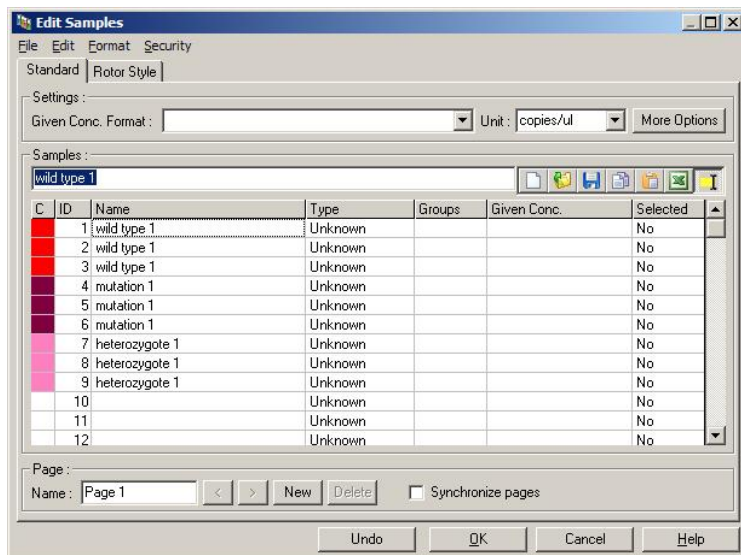 Edit Samples
File Edit Format Security
Standard Rotor Style
Settings :
Given Conc. Format : Unit : copies/ul More Options
Samples :
wild type 1
C ID Name Type Groups Given Conc. Selected
1 wild type 1 Unknown No
2 wild type 1 Unknown No
3 wild type 1 Unknown No
4 mutation 1 Unknown No
5 mutation 1 Unknown No
6 mutation 1 Unknown No
7 heterozygote 1 Unknown No
8 heterozygote 1 Unknown No
9 heterozygote 1 Unknown No
10 Unknown No
11 Unknown No
12 Unknown No
Page :
Name : Page 1 < > New Delete Synchronize pages
Undo OK Cancel Help